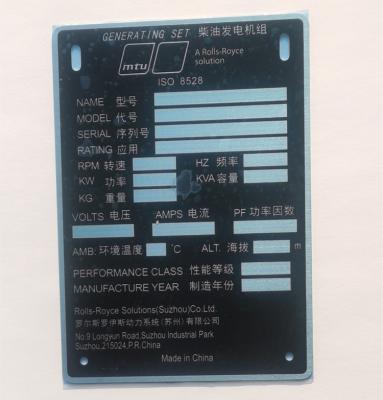 GENERATING SET 柴油发电机组
mtu
A Rolls-Royce
solution
ISO 8528
NAME 型号
MODEL 代号
SERIAL 序列号
RATING 应用
RPM 转速 HZ 频率
KW 功率 KVA 容量
KG 重量
VOLTS 电压 AMPS 电流 PF 功率因数
AMB. 环境温度 °C ALT. 海拔 m
PERFORMANCE CLASS 性能等级
MANUFACTURE YEAR 制造年份
Rolls-Royce Solutions(Suzhou)Co.Ltd.
罗尔斯罗伊斯动力系统(苏州)有限公司
No.9 Longyun Road,Suzhou Industrial Park
Suzhou,215024,P.R.China
Made in China